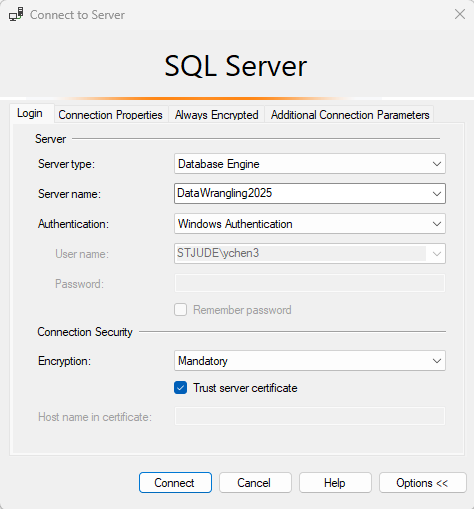 Connect to Server
SQL Server
Login Connection Properties Always Encrypted Additional Connection Parameters
Server
Server type: Database Engine
Server name: DataWrangling2025
Authentication: Windows Authentication
User name: STJUDE\ychen3
Password:
Remember password
Connection Security
Encryption: Mandatory
Trust server certificate
Host name in certificate:
Connect Cancel Help Options <<